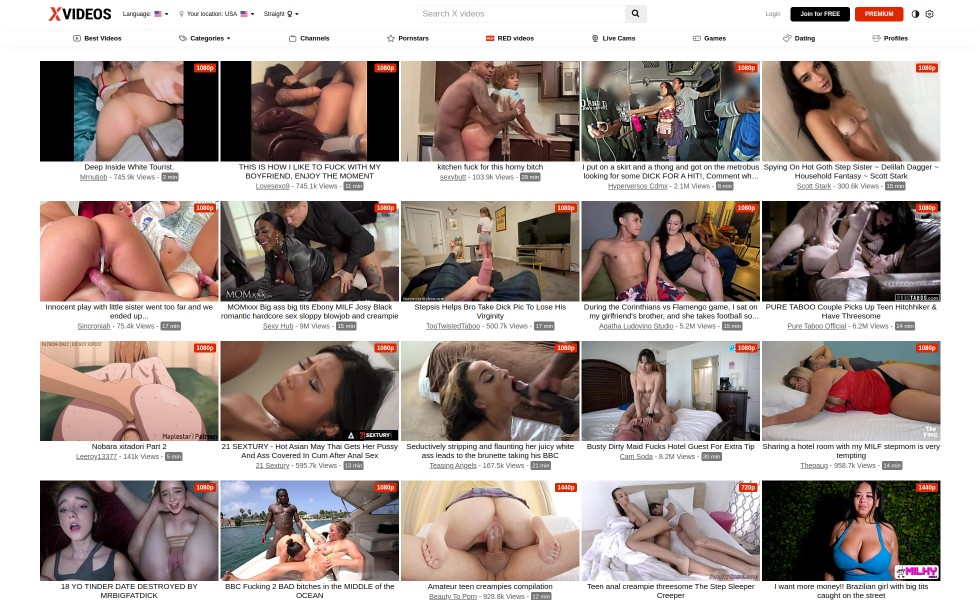 XVIDEOS
Language:
Your location: USA
Straight
Search X videos
Login
Join for FREE
PREMIUM
Best Videos
Categories
Channels
Pornstars
RED videos
Live Cams
Games
Dating
Profiles
1080p
1080p
1080p
1080p
Deep Inside White Tourist.
Mrnutjob - 745.9k Views - 2 min
THIS IS HOW I LIKE TO FUCK WITH MY
BOYFRIEND, ENJOY THE MOMENT
Lovesexo9 - 745.1k Views - 11 min
kitchen fuck for this horny bitch
sexybutt - 103.9k Views - 29 min
I put on a skirt and a thong and got on the metrobus
looking for some DICK FOR A HIT!, Comment wh...
Hyperversos Cdmx - 2.1M Views - 8 min
Spying On Hot Goth Step Sister ~ Delilah Dagger ~
Household Fantasy ~ Scott Stark
Scott Stark - 300.6k Views - 15 min
1080p
1080p
MOMxxx
1080p
1080p
1080p
Innocent play with little sister went too far and we
ended up...
Sincroniah - 75.4k Views - 17 min
MOMxxx Big ass big tits Ebony MILF Josy Black
romantic hardcore sex sloppy blowjob and creampie
Sexy Hub - 9M Views - 15 min
Stepsis Helps Bro Take Dick Pic To Lose His
Virginity
TooTwistedTaboo - 500.7k Views - 17 min
During the Corinthians vs Flamengo game, I sat on
my girlfriend's brother, and she takes football so...
Agatha Ludovino Studio - 5.2M Views - 15 min
PURE TABOO Couple Picks Up Teen Hitchhiker &
Have Threesome
Pure Taboo Official - 6.2M Views - 14 min
1080p
Maplestar's Patreon
21 SEXTURY
1080p
1080p
1080p
Nobara xitadori Part 2
Leeroy13377 - 141k Views - 5 min
21 SEXTURY - Hot Asian May Thai Gets Her Pussy
And Ass Covered In Cum After Anal Sex
21 Sextury - 595.7k Views - 13 min
Seductively stripping and flaunting her juicy white
ass leads to the brunette taking his BBC
Teasing Angels - 167.5k Views - 21 min
Busty Dirty Maid Fucks Hotel Guest For Extra Tip
Cam Soda - 8.2M Views - 30 min
Sharing a hotel room with my MILF stepmom is very
tempting
Thepaug - 958.7k Views - 14 min
1080p
1080p
1440p
720p
1440p
MILKY
18 YO TINDER DATE DESTROYED BY
MRBIGFATDICK
BBC Fucking 2 BAD bitches in the MIDDLE of the
OCEAN
Amateur teen creampies compilation
Beauty To Porn - 928.8k Views - 12 min
Teen anal creampie threesome The Step Sleeper
Creeper
I want more money!! Brazilian girl with big tits
caught on the street